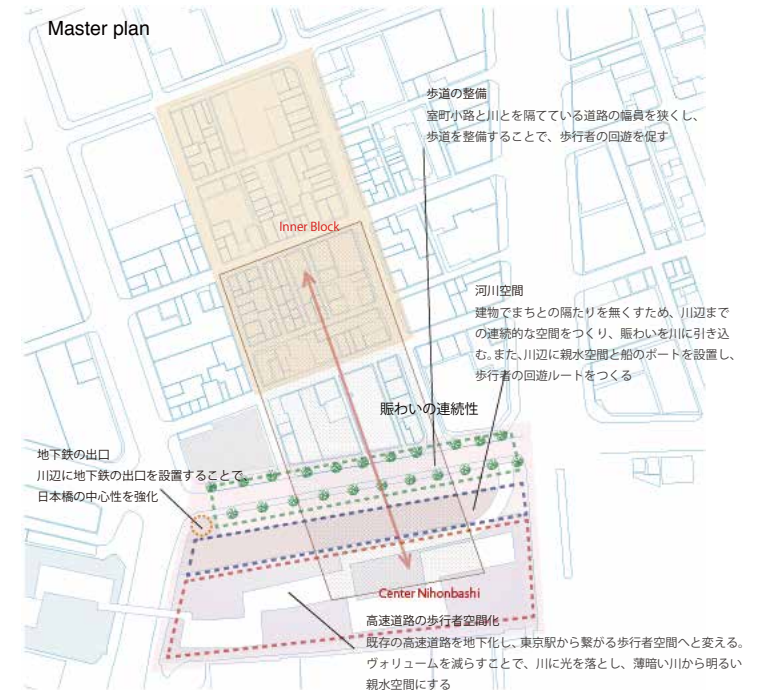 Master plan
歩道の整備
室町小路と川とを隔てている道路の幅員を狭くし、
歩道を整備することで、歩行者の回遊を促す
Inner Block
河川空間
建物でまちとの隔たりを無くすため、川辺まで
の連続的な空間をつくり、賑わいを川に引き込
む。また、川辺に親水空間と船のポートを設置し、
歩行者の回遊ルートをつくる
賑わいの連続性
地下鉄の出口
川辺に地下鉄の出口を設置することで、
日本橋の中心性を強化
Center Nihonbashi
高速道路の歩行者空間化
既存の高速道路を地下化し、東京駅から繋がる歩行者空間へと変える。
ヴォリュームを減らすことで、川に光を落とし、薄暗い川から明るい
親水空間にする